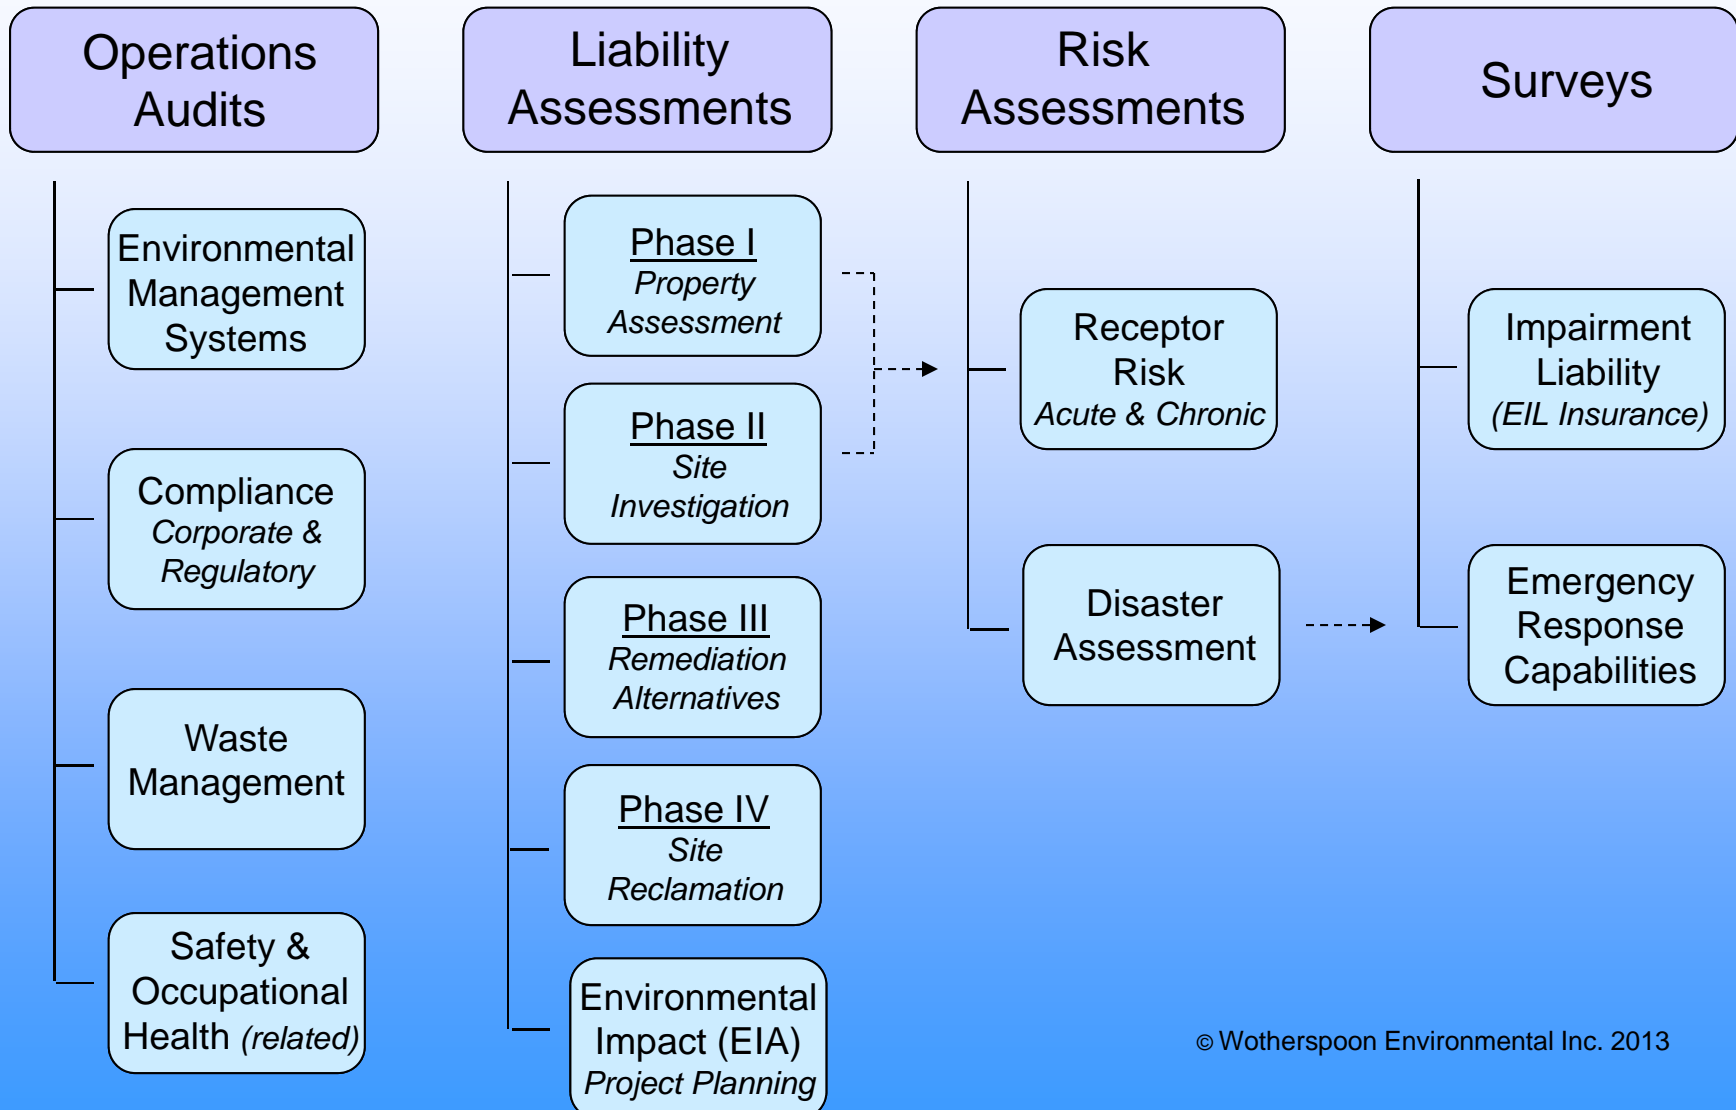 Operations
Audits
Environmental
Management
Systems
Compliance
Corporate &
Regulatory
Waste
Management
Safety &
Occupational
Health (related)
Liability
Assessments
Phase I
Property
Assessment
Phase II
Site
Investigation
Phase III
Remediation
Alternatives
Phase IV
Site
Reclamation
Environmental
Impact (EIA)
Project Planning
Risk
Assessments
Receptor
Risk
Acute & Chronic
Disaster
Assessment
Surveys
Impairment
Liability
(EIL Insurance)
Emergency
Response
Capabilities
© Wotherspoon Environmental Inc. 2013